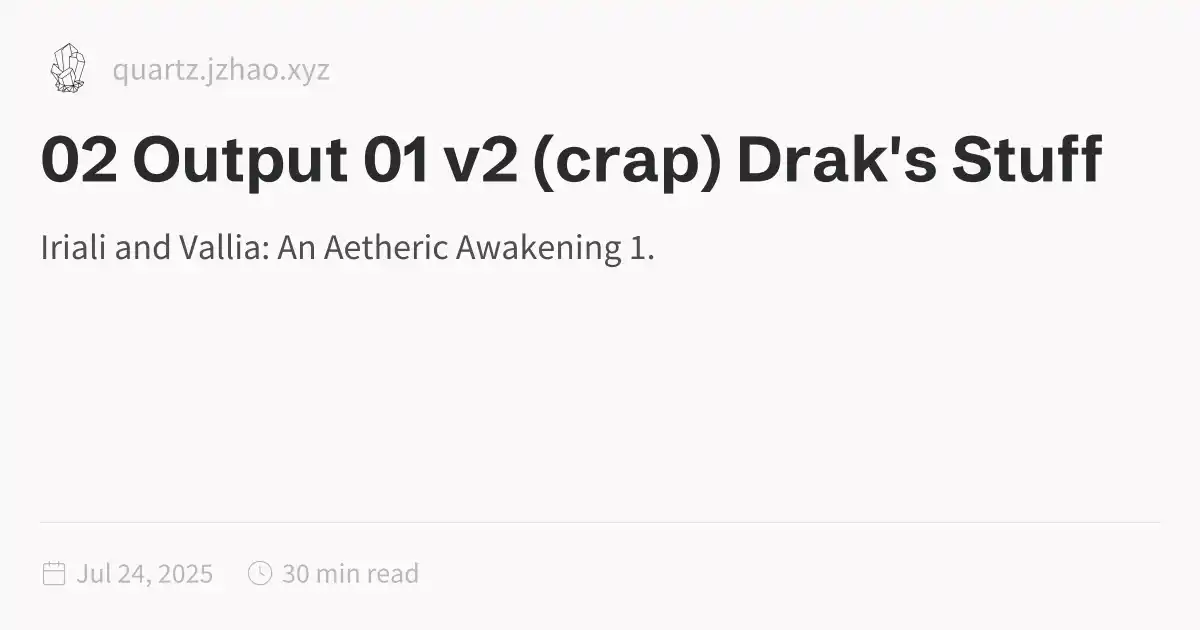 quartz.jzhao.xyz
02 Output 01 v2 (crap) Drak's Stuff
Iriali and Vallia: An Aetheric Awakening 1.
Jul 24, 2025 30 min read